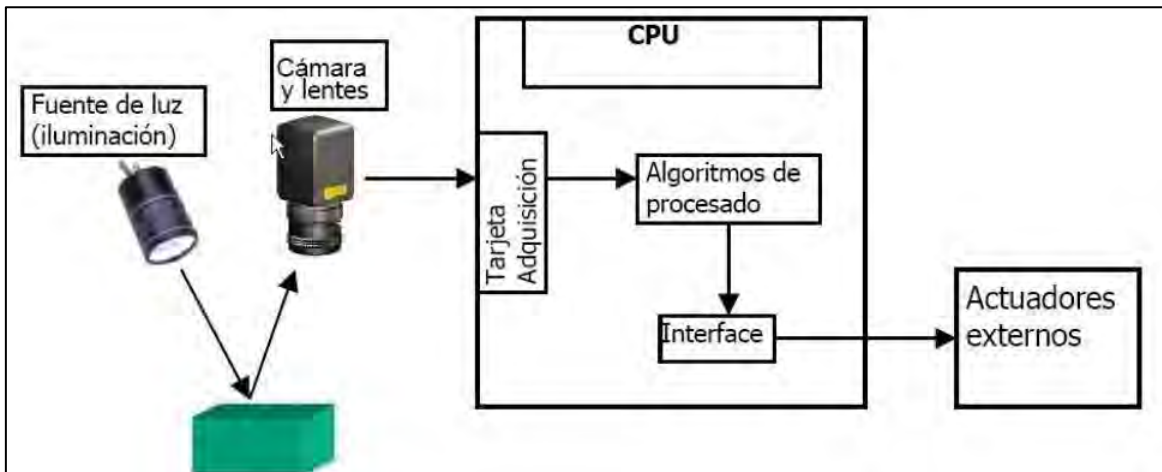 Fuente de luz
(iluminación)
Cámara
y lentes
CPU
Tarjeta
Adquisición
Algoritmos de
procesado
Interface
Actuadores
externos